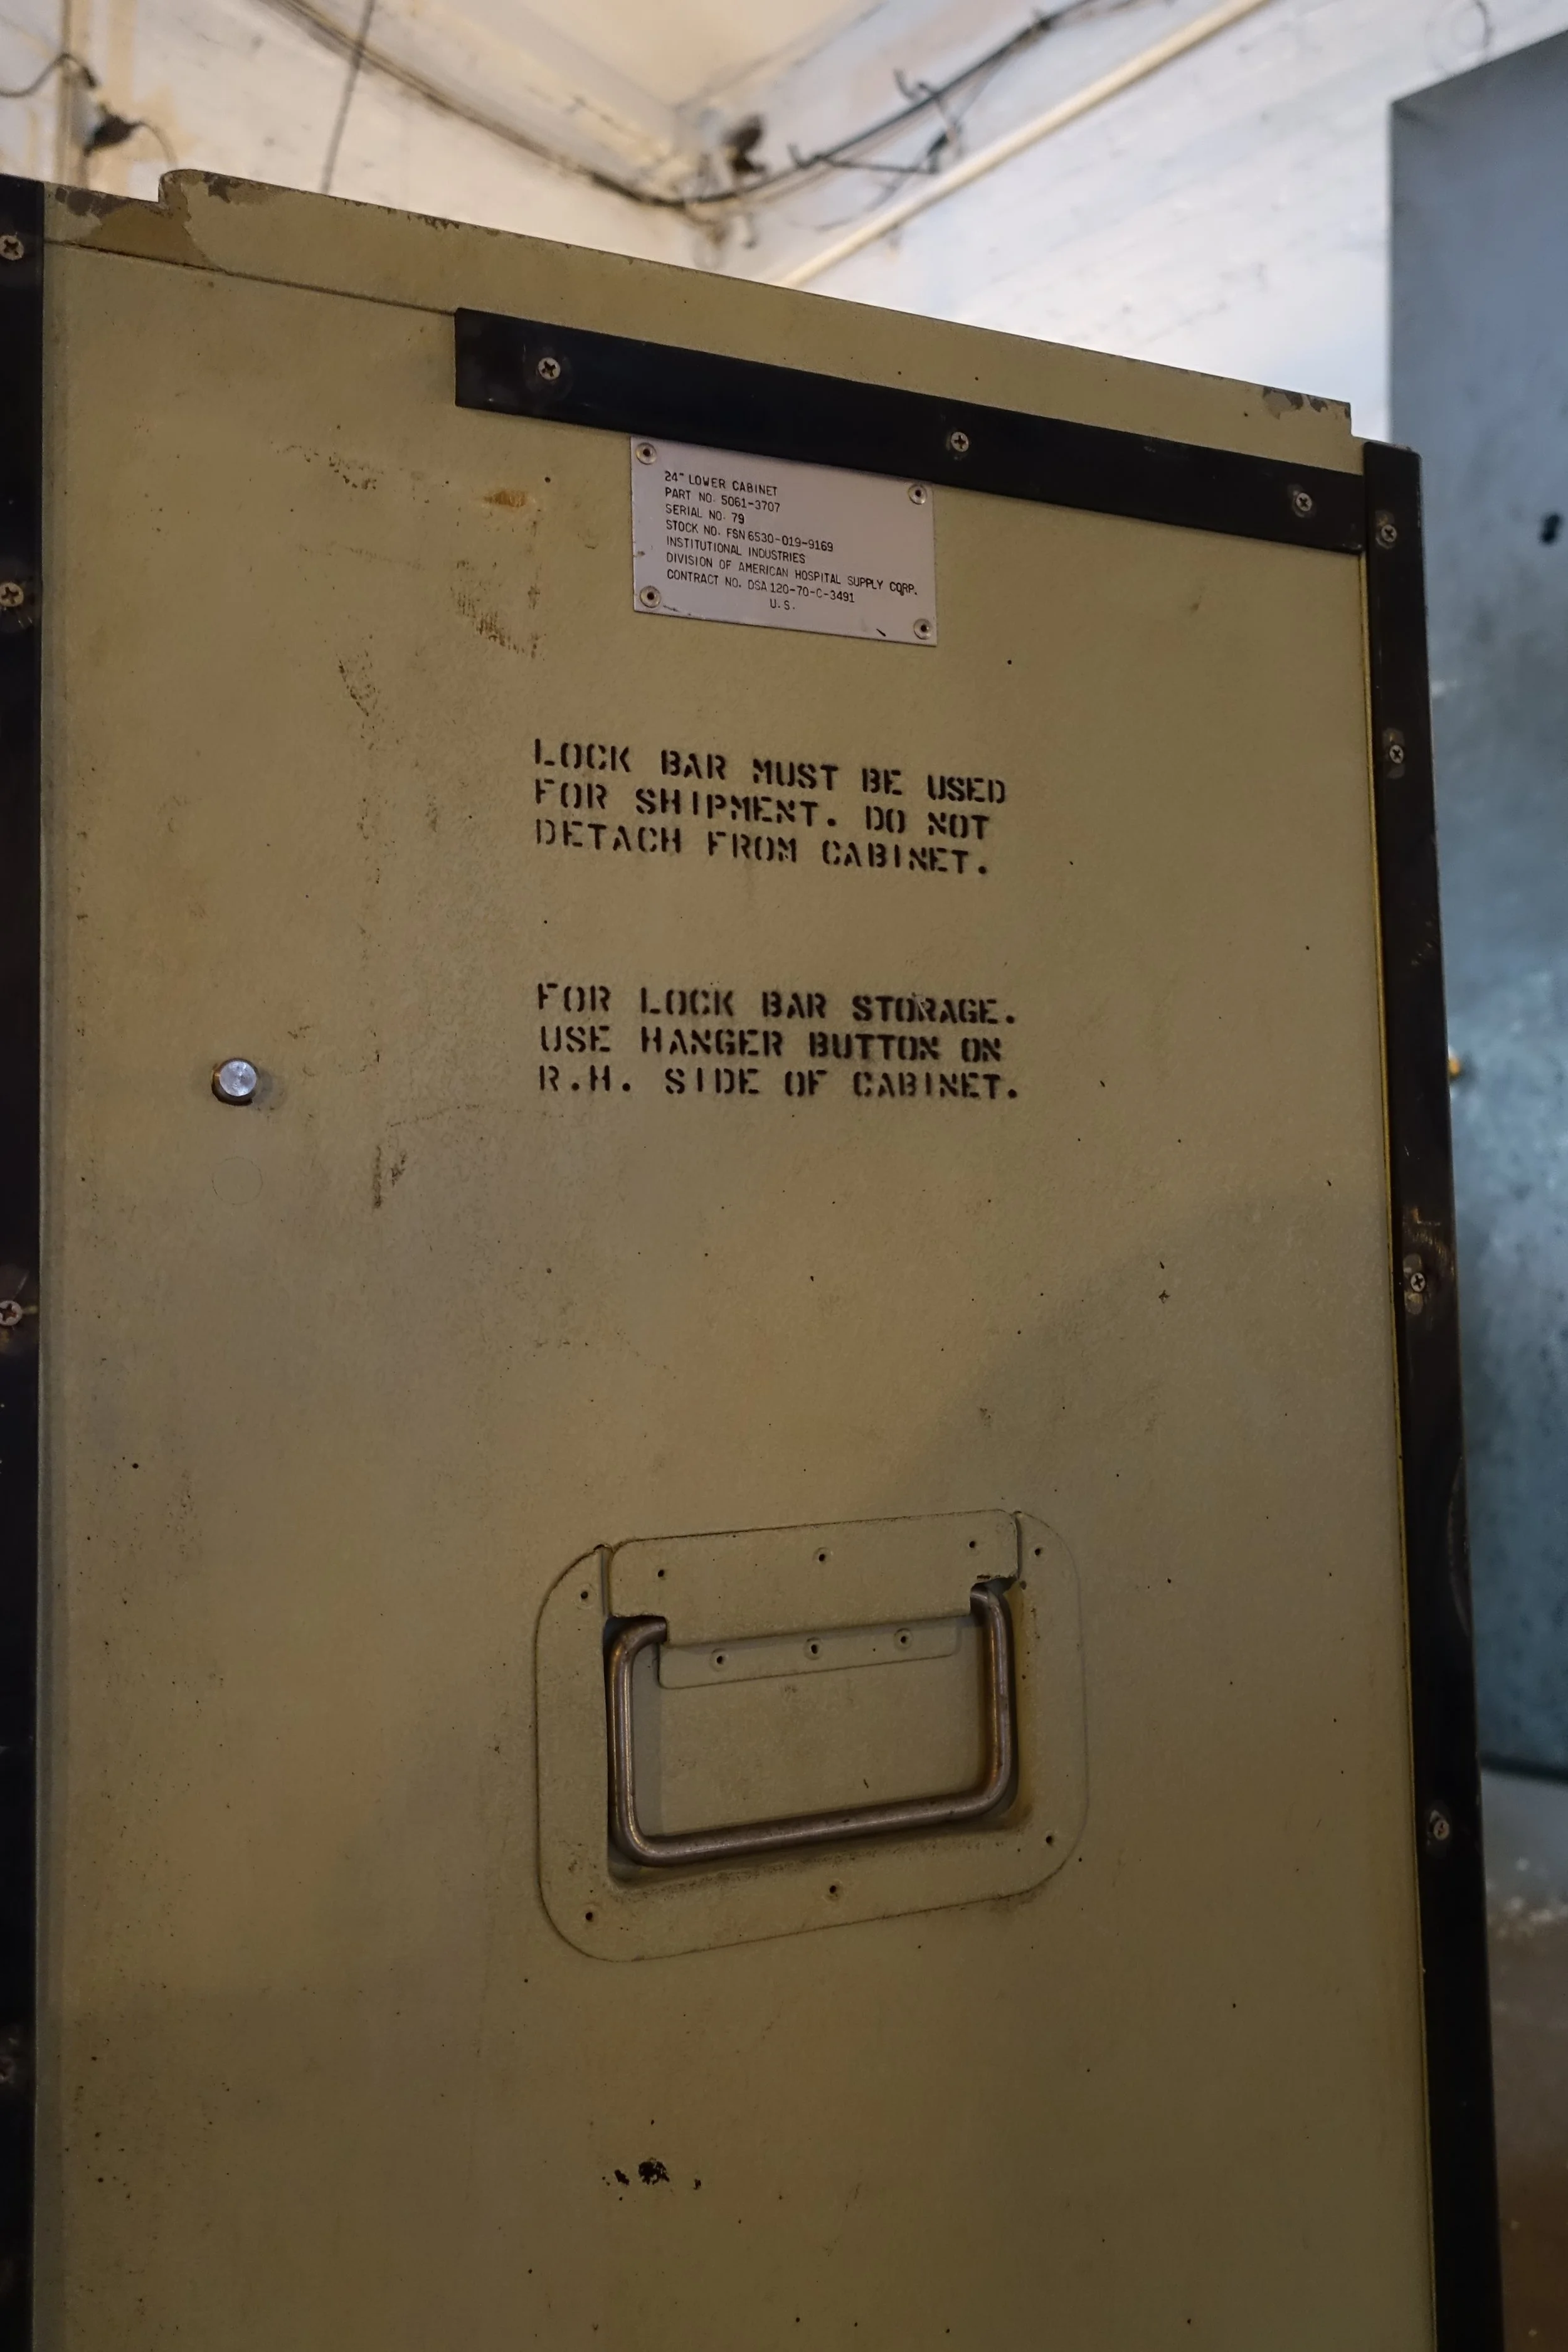 24" LOWER CABINET
PART NO. 5061-3707
SERIAL NO. 79
STOCK NO. FSN 6530-019-9169
INSTITUTIONAL INDUSTRIES
DIVISION OF AMERICAN HOSPITAL SUPPLY CORP.
CONTRACT NO. DSA 120-70-C-3491
U.S.
LOCK BAR MUST BE USED
FOR SHIPMENT. DO NOT
DETACH FROM CABINET.
FOR LOCK BAR STORAGE.
USE HANGER BUTTON ON
R.H. SIDE OF CABINET.